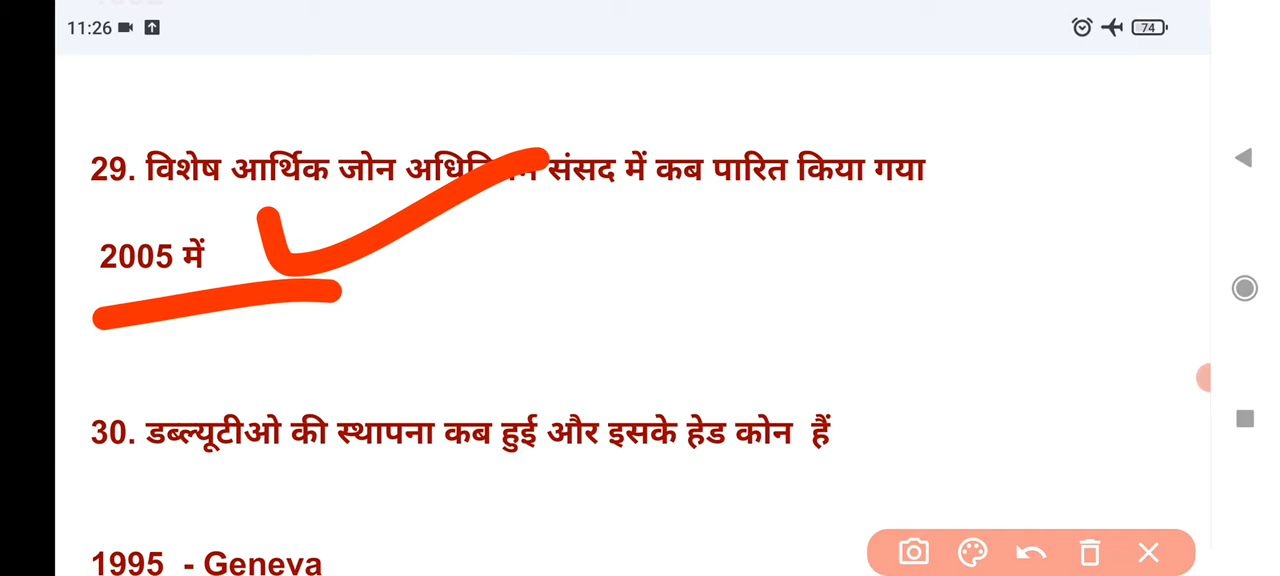 11:26
74
29. विशेष आर्थिक जोन संसद में कब पारित किया गया
2005 में
30. डब्ल्यूटीओ की स्थापना कब हुई और इसके हेड कोन हैं
1995 - Geneva